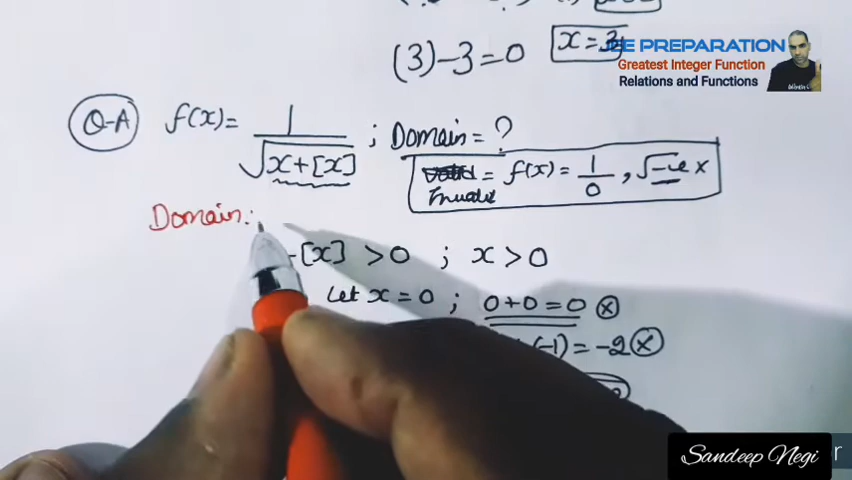 (3)-3=0 x=3
EE PREPARATION
Greatest Integer Function
Relations and Functions
Q-A f(x)= 1/√x+[x] ; Domain=?
= f(x)= 1/0 , √-ve x
Invalid
Domain:
-[x] >0 ; x>0
Let x=0 ; 0+0=0 ⊗
(-1)=-2 ⊗
Sandeep Negi